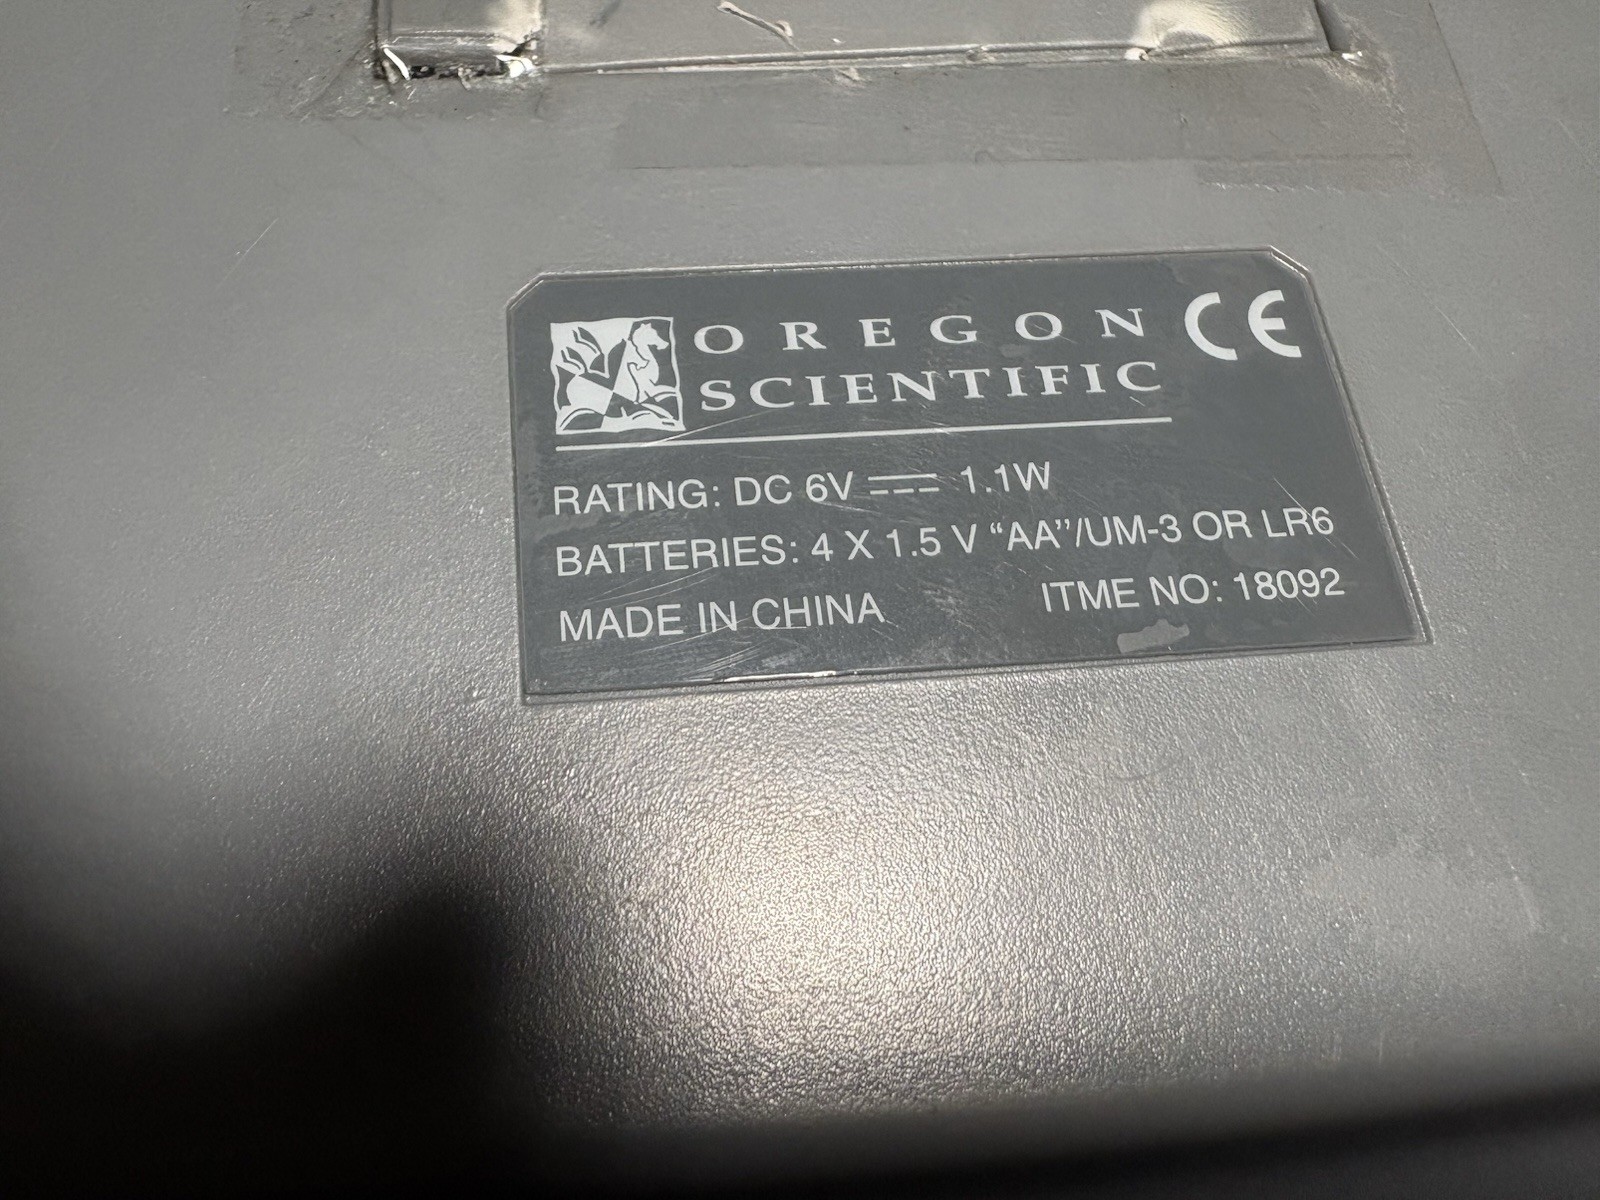 OREGON
SCIENTIFIC
CE
RATING: DC 6V ⎓ 1.1W
BATTERIES: 4 X 1.5 V “AA”/UM-3 OR LR6
MADE IN CHINA
ITME NO: 18092